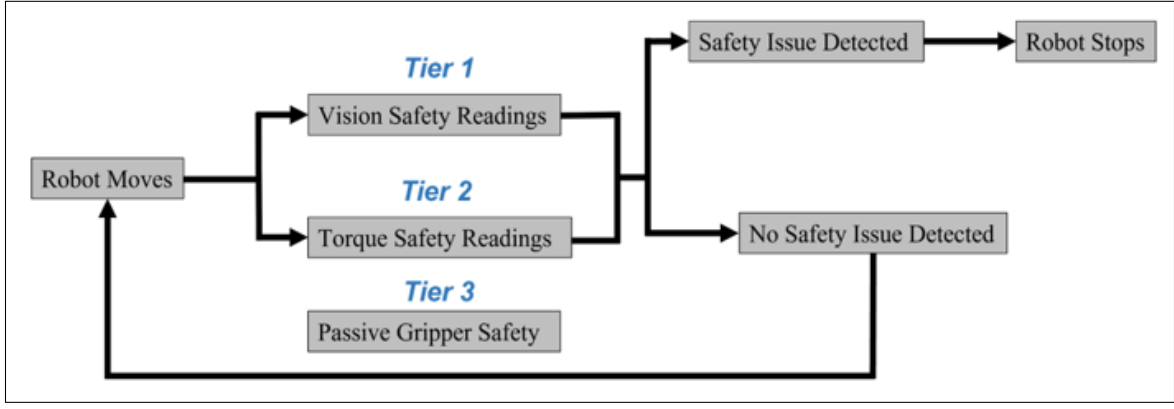 Safety Issue Detected
Robot Stops
Tier 1
Vision Safety Readings
Robot Moves
Tier 2
Torque Safety Readings
No Safety Issue Detected
Tier 3
Passive Gripper Safety